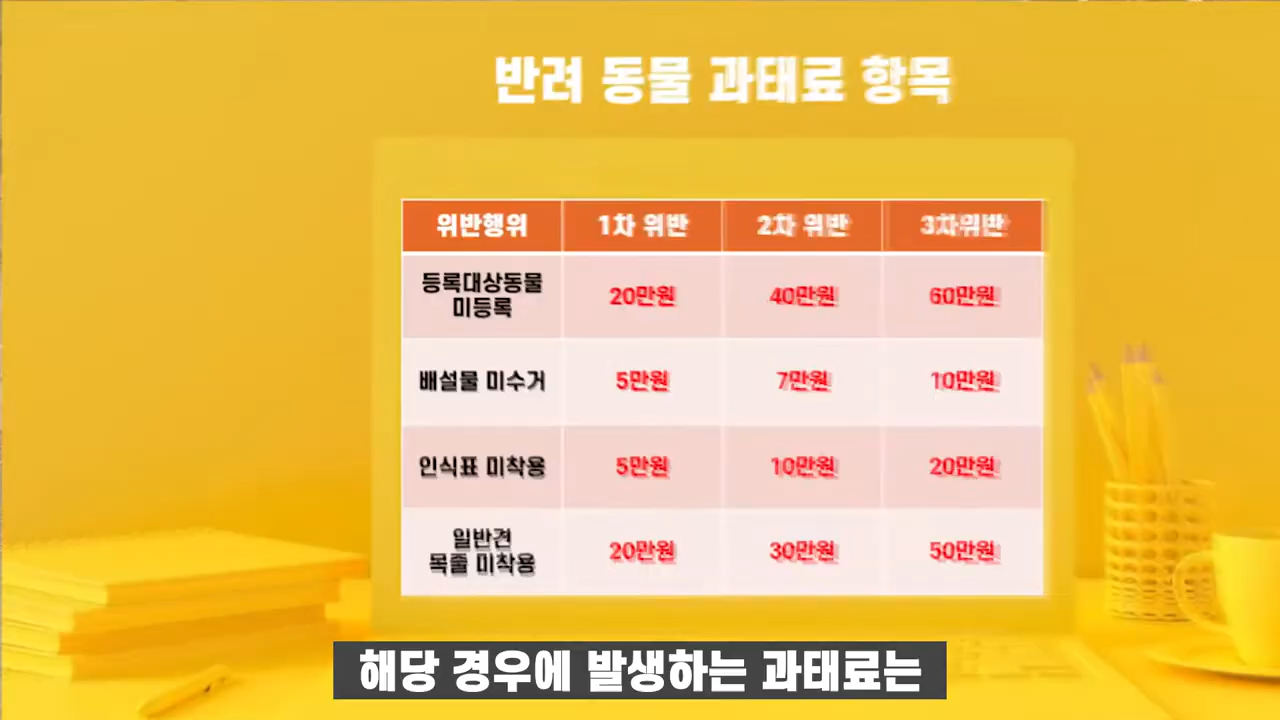 반려 동물 과태료 항목
위반행위 1차 위반 2차 위반 3차위반
등록대상동물
미등록 20만원 40만원 60만원
배설물 미수거 5만원 7만원 10만원
인식표 미착용 5만원 10만원 20만원
일반견
목줄 미착용 20만원 30만원 50만원
해당 경우에 발생하는 과태료는